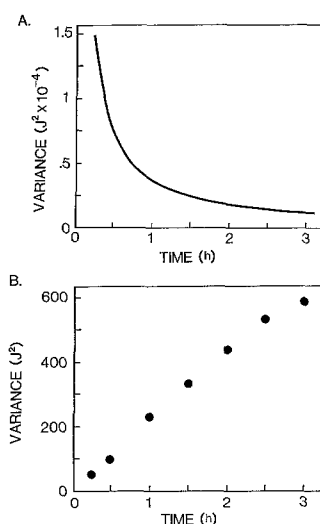 A.
VARIANCE (J² x 10⁻⁴)
1.5
1
.5
0
0
1
2
3
TIME (h)
B.
VARIANCE (J²)
600
400
200
0
0
1
2
3
TIME (h)